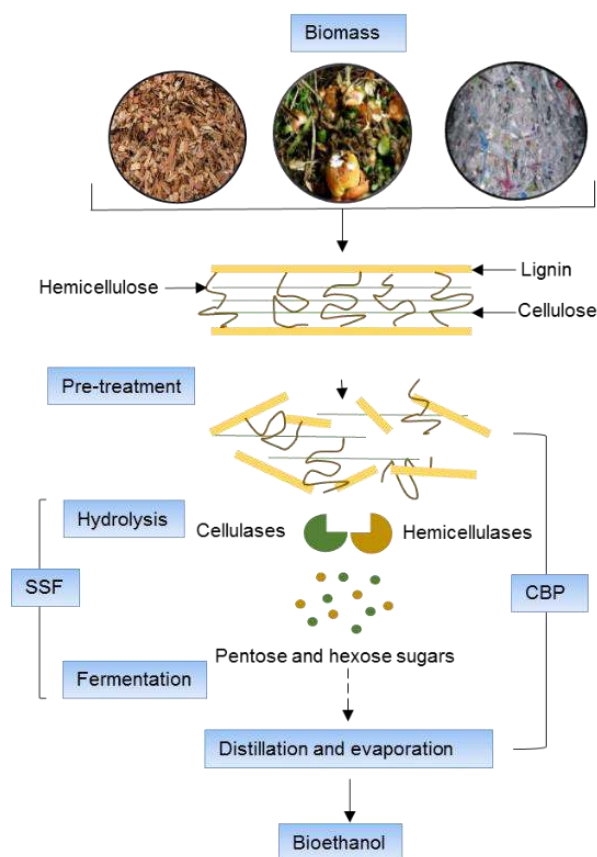 Biomass
Lignin
Hemicellulose
Cellulose
Pre-treatment
Hydrolysis
Cellulases
Hemicellulases
SSF
CBP
Pentose and hexose sugars
Fermentation
Distillation and evaporation
Bioethanol